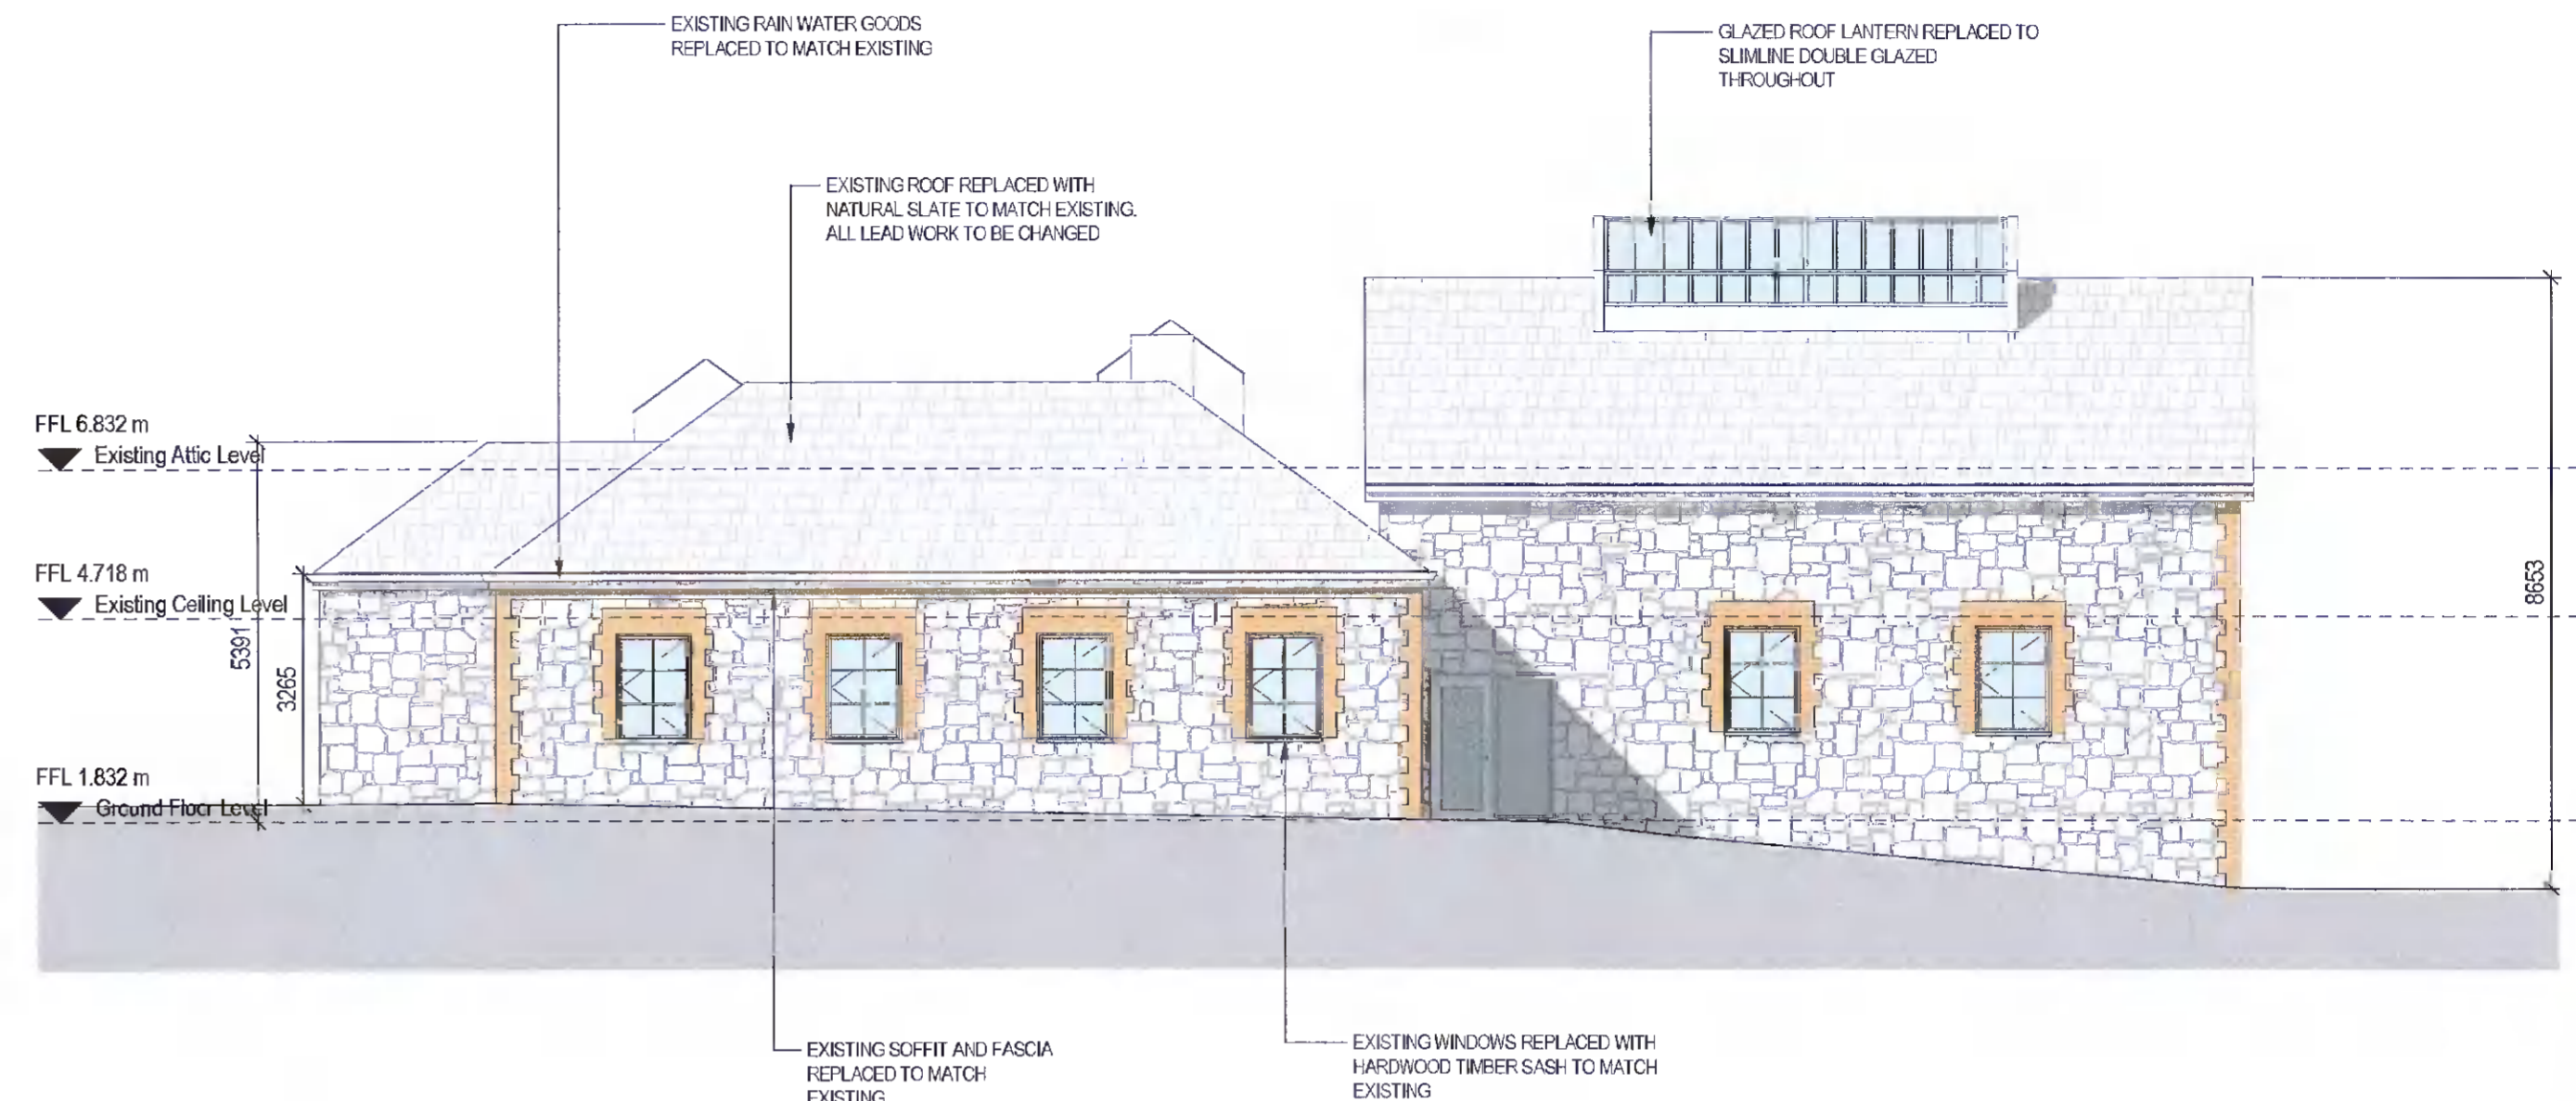 EXISTING RAIN WATER GOODS
REPLACED TO MATCH EXISTING
GLAZED ROOF LANTERN REPLACED TO
SLIMLINE DOUBLE GLAZED
THROUGHOUT
EXISTING ROOF REPLACED WITH
NATURAL SLATE TO MATCH EXISTING.
ALL LEAD WORK TO BE CHANGED
FFL 6.832 m
Existing Attic Level
FFL 4.718 m
Existing Ceiling Level
5391
3265
8653
FFL 1.832 m
Ground Floor Level
EXISTING SOFFIT AND FASCIA
REPLACED TO MATCH
EXISTING
EXISTING WINDOWS REPLACED WITH
HARDWOOD TIMBER SASH TO MATCH
EXISTING